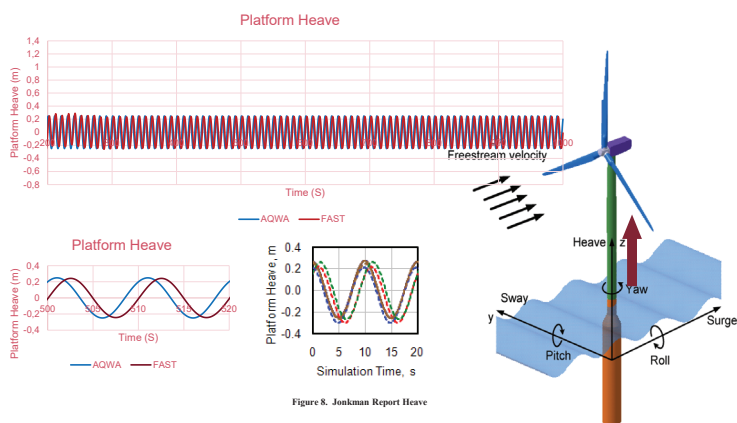 Platform Heave
Platform Heave (m)
1,4
1,2
1
0,8
0,6
0,4
0,2
0
-0,2
-0,4
-0,6
-0,8
Time (S)
AQWA
FAST
Freestream velocity
Platform Heave
Platform Heave (m)
0,4
0,2
0
-0,2
-0,4
500
505
510
515
520
Time (S)
AQWA
FAST
Platform Heave, m
0.4
0.2
0.0
-0.2
-0.4
0
5
10
15
20
Simulation Time, s
Figure 8. Jonkman Report Heave
Heave
z
Yaw
Sway
y
Surge
Pitch
Roll